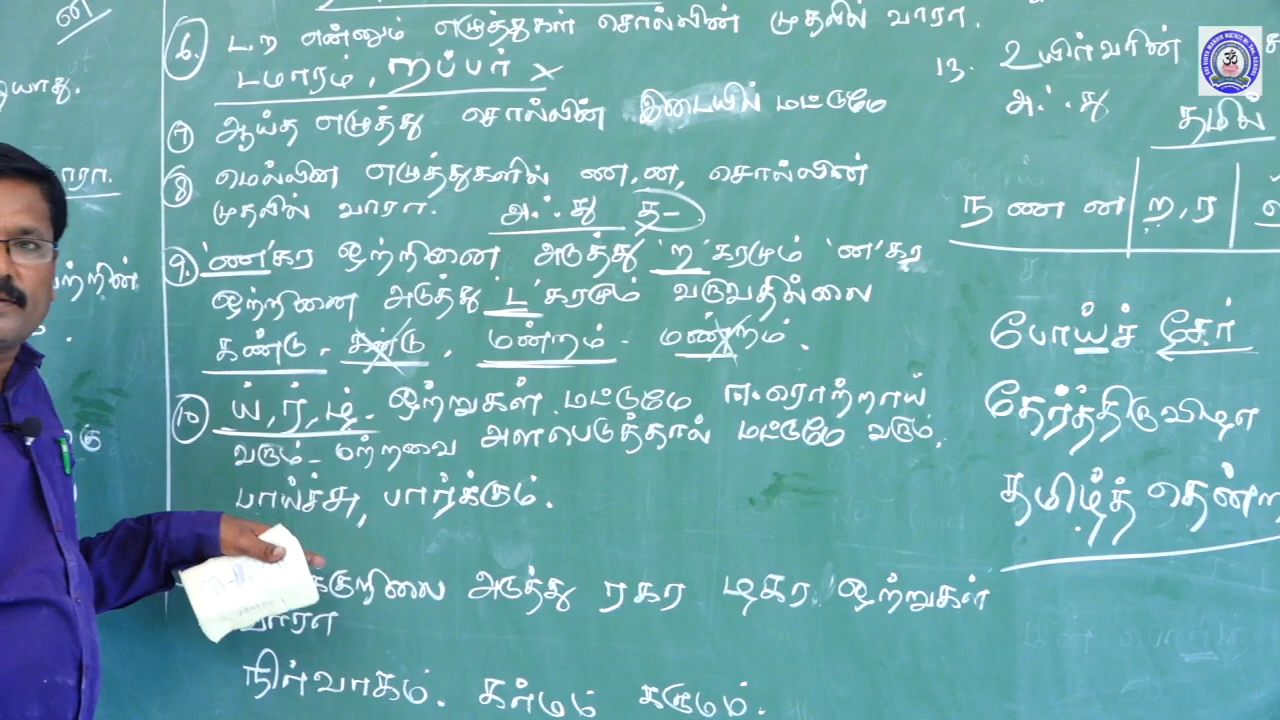 ன்
யாது.
வாரா.
வற்றின்
6. ட ற என்னும் எழுத்துகள் சொல்லின் முதலில் வாரா.
டமாரம், றப்பர் ×
7 ஆய்த எழுத்து சொல்லின் இடையில் மட்டுமே
8 மெல்லின எழுத்துகளில் ண, ன, சொல்லின்
முதலில் வாரா. அஃது த-
9. 'ண'கர ஒற்றினை அடுத்து 'ற'கரமும் 'ன'கர
ஒற்றினை அடுத்து 'ட'கரமும் வருவதில்லை
கண்டு - கன்டு, மன்றம் - மண்றம்.
10 ய், ர், ழ் - ஒற்றுகள் மட்டுமே ஈரொற்றாய்
வரும் - மற்றவை அளபெடுத்தால் மட்டுமே வரும்.
பாய்ச்சு, பார்க்கும்.
க்குறிலை அடுத்து ரகர ழகர ஒற்றுகள்
வாரா
நிர்வாகம். கர்மம் கருமம்.
13. உயிர்வரின்
அஃது
தமில்
ந ண ன ற, ர
போய்ச் சேர்
தேர்த்திருவிழா
தமிழ்த் தென்ற